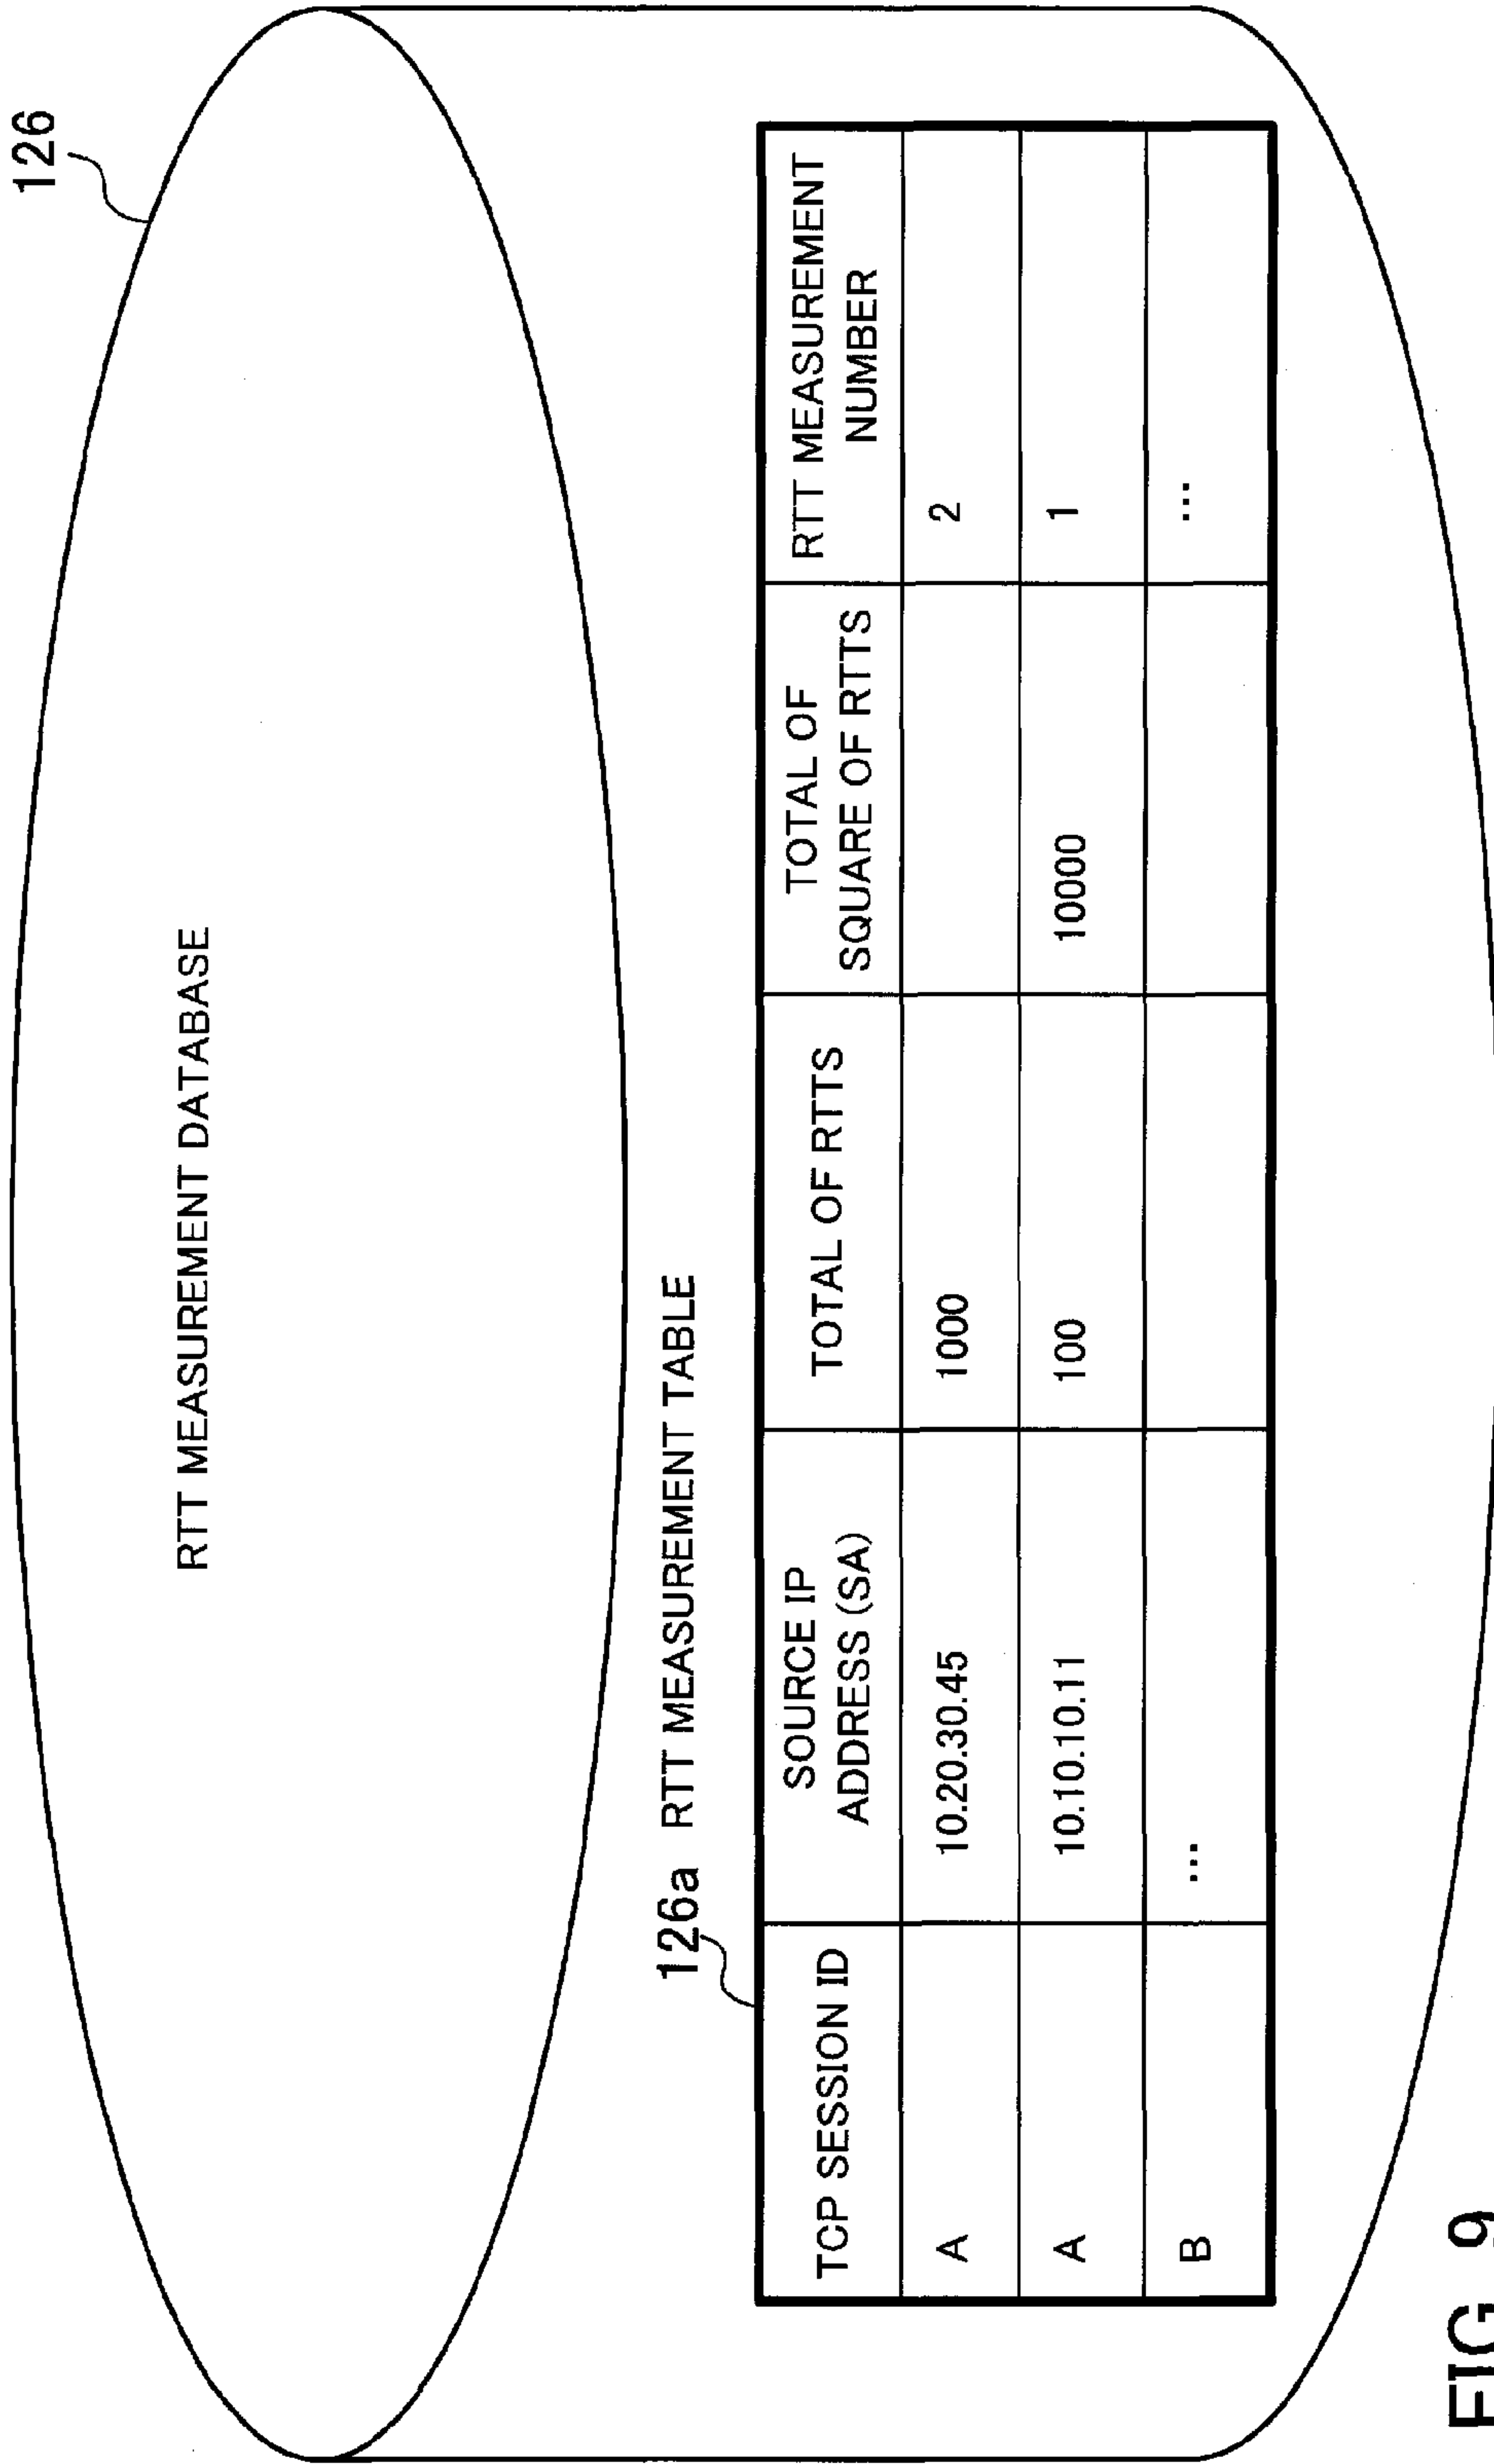 126
RTT MEASUREMENT DATABASE
126a RTT MEASUREMENT TABLE
TCP SESSION ID
SOURCE IP
ADDRESS (SA)
TOTAL OF RTTS
TOTAL OF
SQUARE OF RTTS
RTT MEASUREMENT
NUMBER
A
10.20.30.45
1000
2
A
10.10.10.11
100
10000
1
B
...
...
FIG. 9